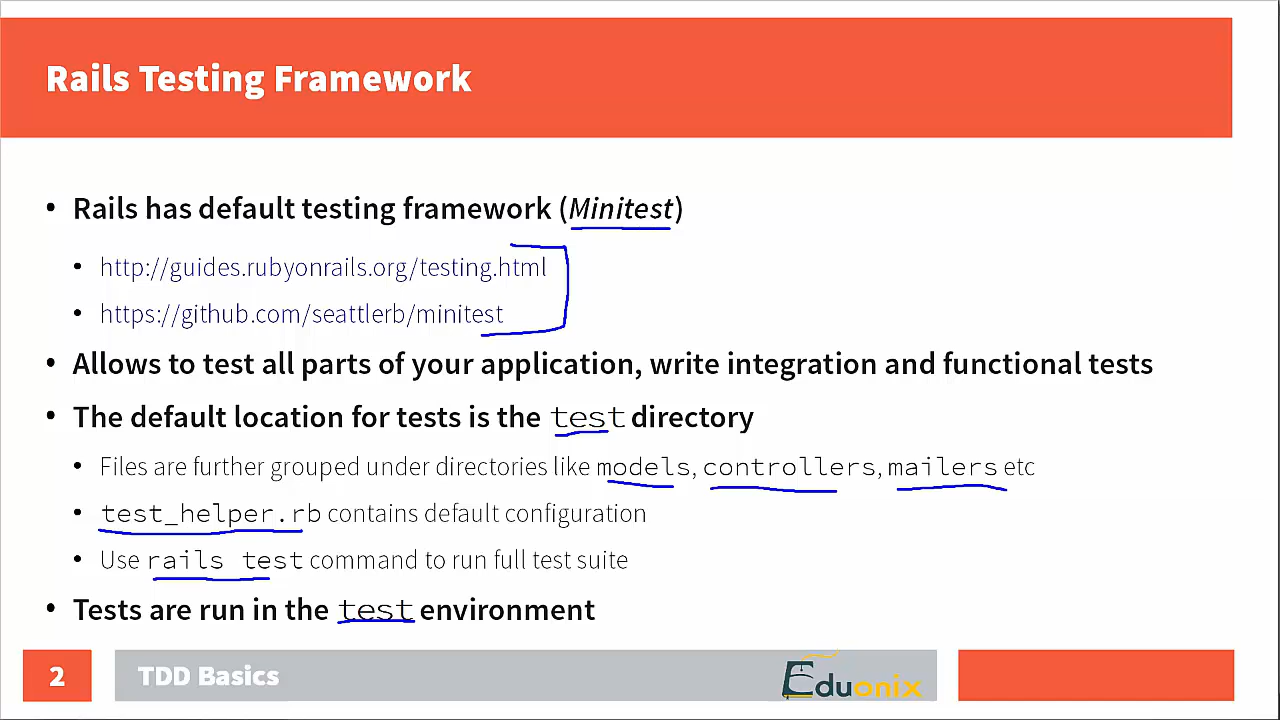 Rails Testing Framework
• Rails has default testing framework (Minitest)
• http://guides.rubyonrails.org/testing.html
• https://github.com/seattlerb/minitest
• Allows to test all parts of your application, write integration and functional tests
• The default location for tests is the test directory
• Files are further grouped under directories like models, controllers, mailers etc
• test_helper.rb contains default configuration
• Use rails test command to run full test suite
• Tests are run in the test environment
2 TDD Basics Eduonix